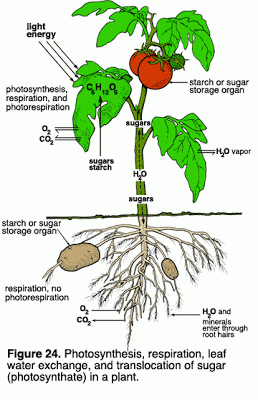 light
energy
photosynthesis,
respiration, and
photorespiration
C6H12O6
starch or sugar
storage organ
O2
CO2
sugars
sugars
starch
H2O vapor
H2O
sugars
starch or sugar
storage organ
respiration, no
photorespiration
O2
CO2
H2O and
minerals
enter through
root hairs
Figure 24. Photosynthesis, respiration, leaf
water exchange, and translocation of sugar
(photosynthate) in a plant.